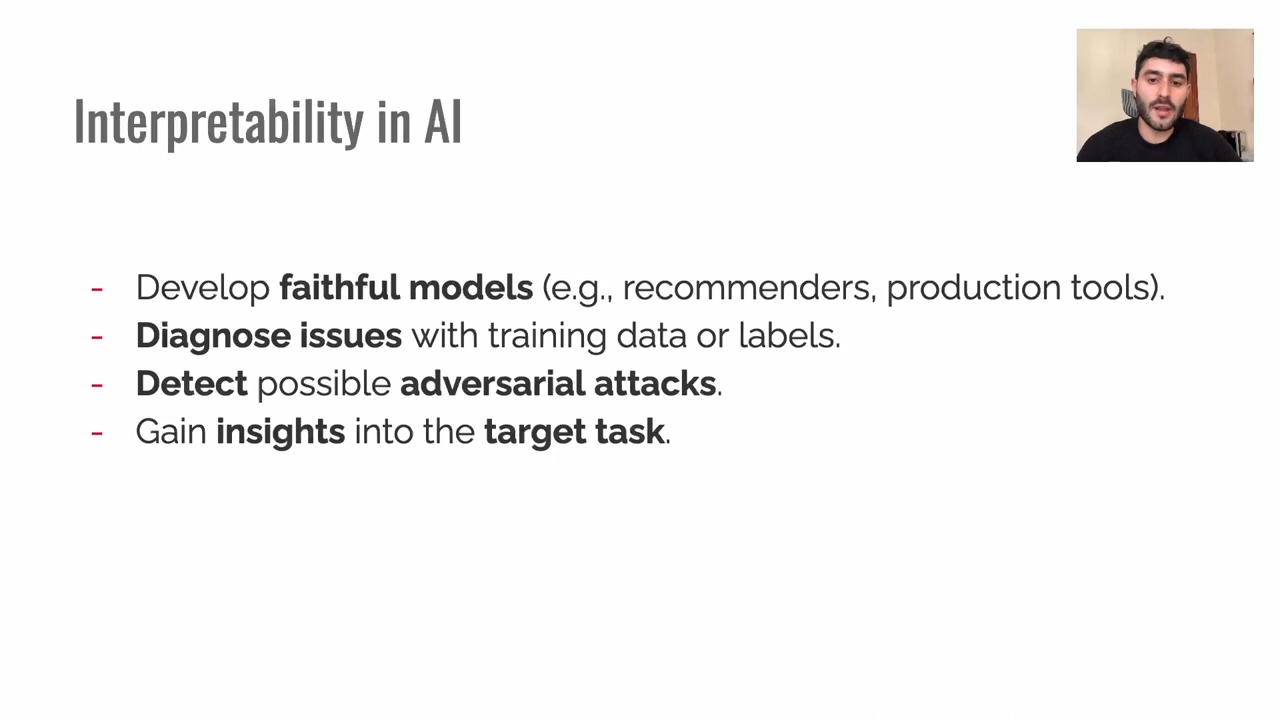 Interpretability in AI
- Develop faithful models (e.g., recommenders, production tools).
- Diagnose issues with training data or labels.
- Detect possible adversarial attacks.
- Gain insights into the target task.